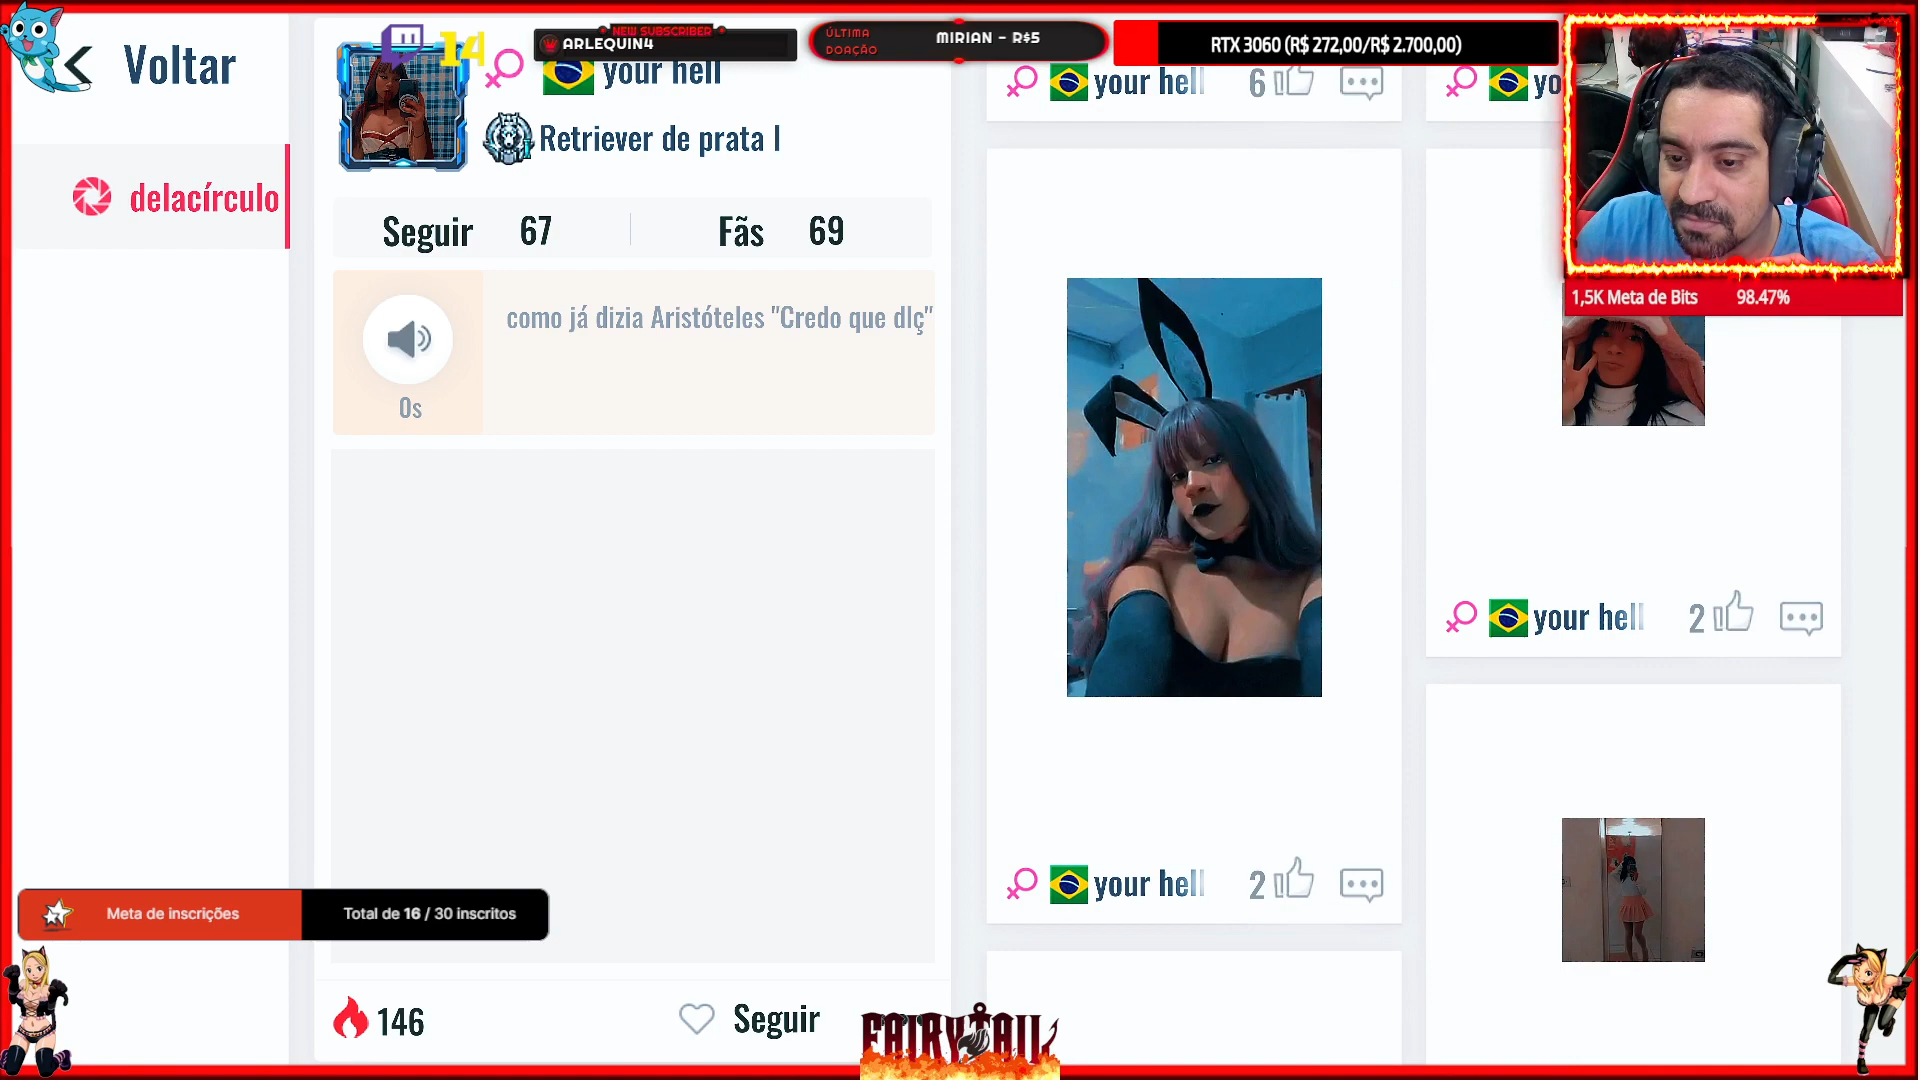 Voltar
delacírculo
14
your hell
Retriever de prata I
Seguir 67
Fãs 69
como já dizia Aristóteles "Credo que dlç"
0s
Meta de inscrições
Total de 16 / 30 inscritos
146
Seguir
NEW SUBSCRIBER
ARLEQUIN4
ÚLTIMA DOAÇÃO
MIRIAN - R$5
RTX 3060 (R$ 272,00/R$ 2.700,00)
your hell 6
yo
1,5K Meta de Bits 98.47%
your hell 2
your hell 2
FAIRY TAIL